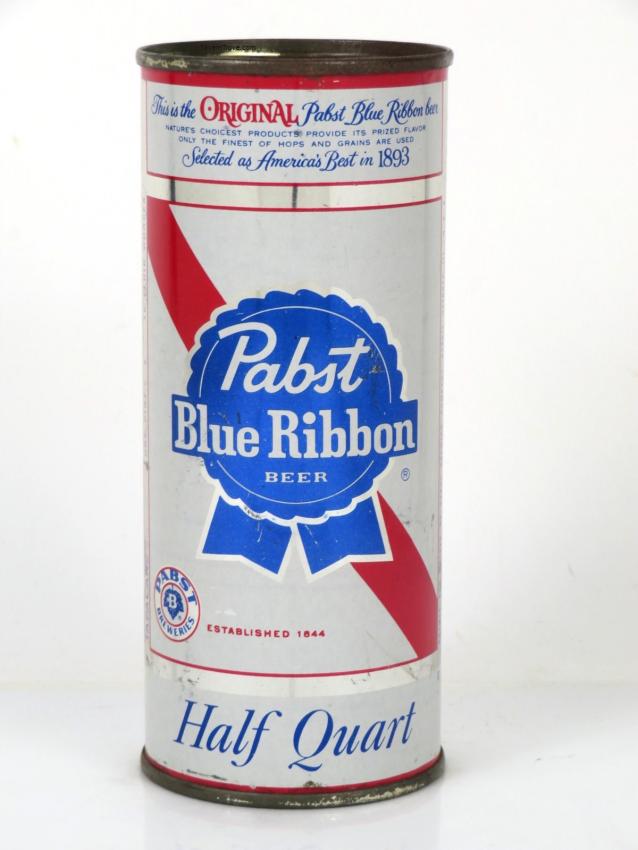 This is the ORIGINAL Pabst Blue Ribbon beer
NATURE'S CHOICEST PRODUCTS PROVIDE ITS PRIZED FLAVOR
ONLY THE FINEST OF HOPS AND GRAINS ARE USED
Selected as America's Best in 1893
Pabst
Blue Ribbon
BEER
®
PABST
B
BREWERIES
ESTABLISHED 1844
Half Quart